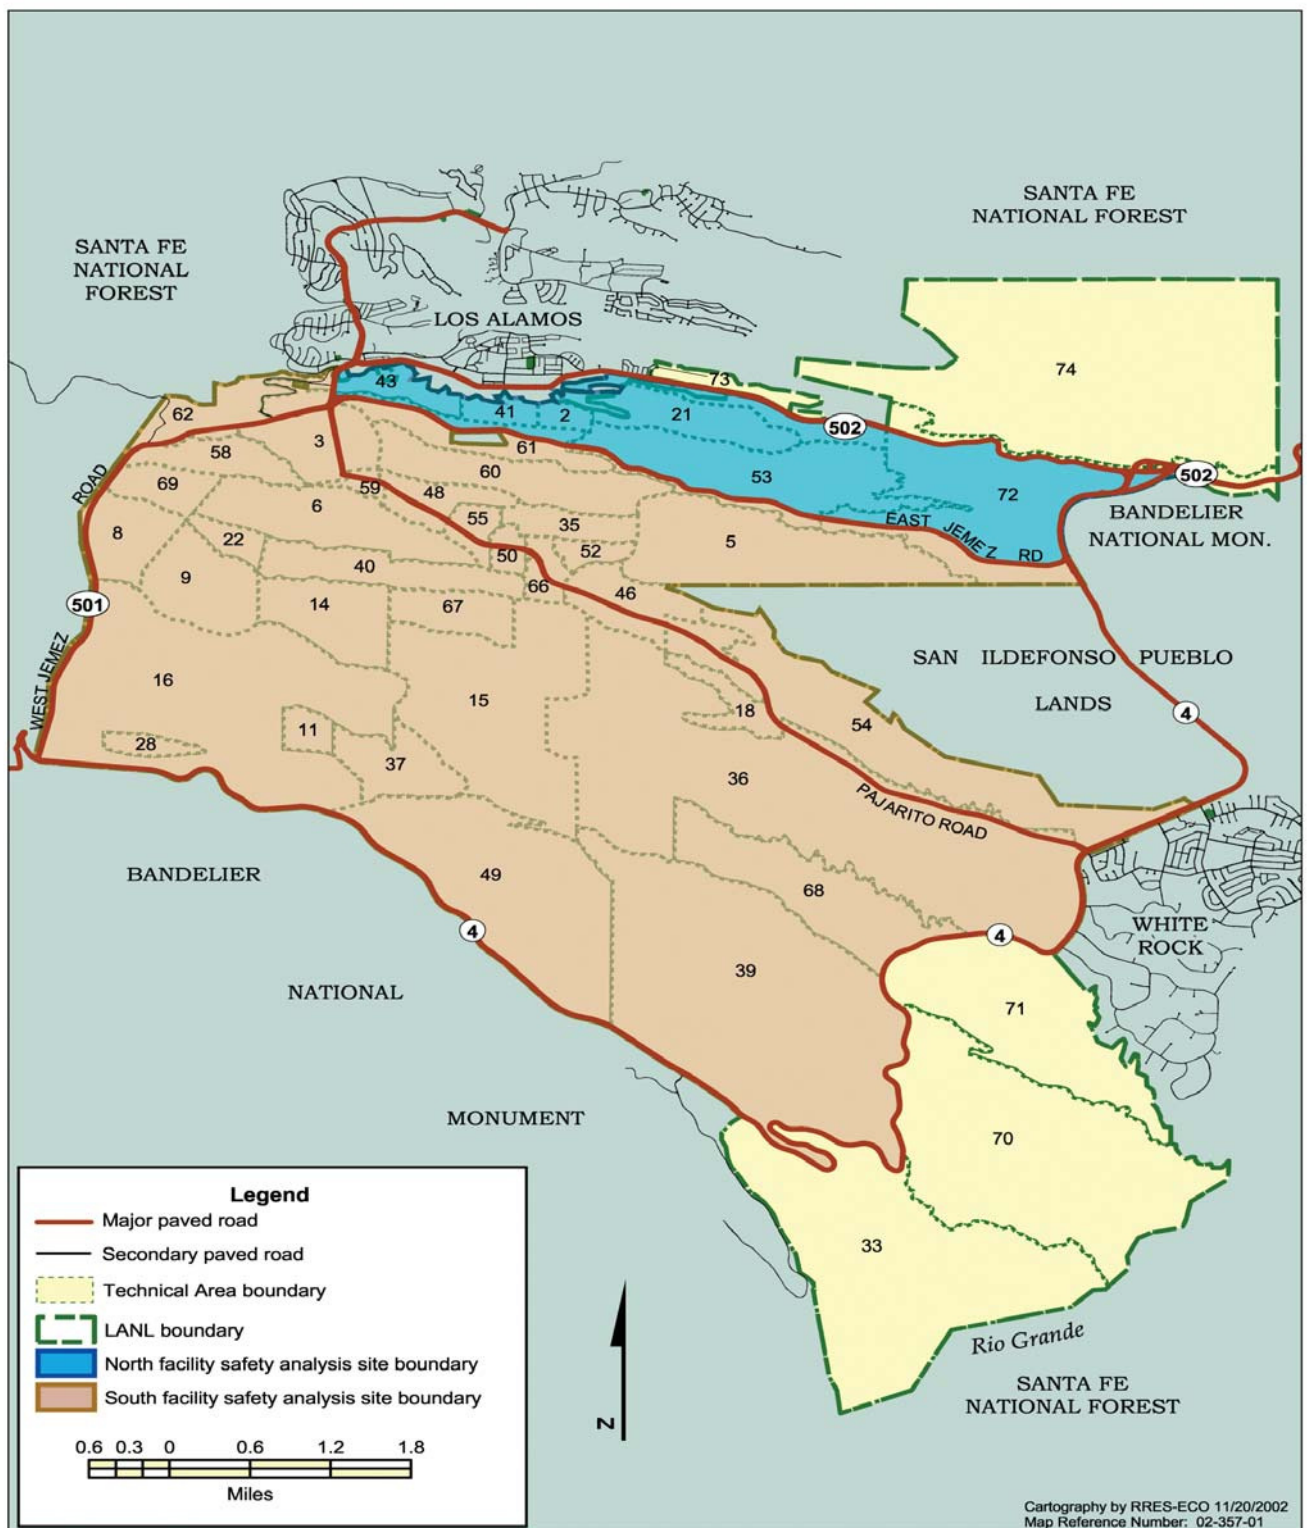 SANTA FE
NATIONAL FOREST
SANTA FE
NATIONAL
FOREST
LOS ALAMOS
74
73
43
41
2
21
502
62
3
61
58
60
53
72
502
69
59
48
6
55
35
EAST JEMEZ RD
BANDELIER
NATIONAL MON.
ROAD
8
22
50
52
5
9
40
66
46
501
14
67
WEST JEMEZ
SAN ILDEFONSO PUEBLO
LANDS
16
15
18
54
4
11
28
37
36
PAJARITO ROAD
BANDELIER
49
68
4
4
WHITE
ROCK
39
NATIONAL
71
MONUMENT
70
33
Rio Grande
SANTA FE
NATIONAL FOREST
Legend
Major paved road
Secondary paved road
Technical Area boundary
LANL boundary
North facility safety analysis site boundary
South facility safety analysis site boundary
0.6 0.3 0 0.6 1.2 1.8
Miles
N
Cartography by RRES-ECO 11/20/2002
Map Reference Number: 02-357-01